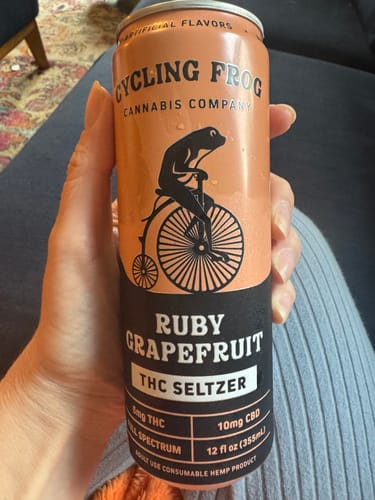 ARTIFICIAL FLAVORS
CYCLING FROG
CANNABIS COMPANY
RUBY
GRAPEFRUIT
THC SELTZER
5mg THC 10mg CBD
SPECTRUM 12 fl oz (355mL)
ADULT USE CONSUMABLE HEMP PRODUCT